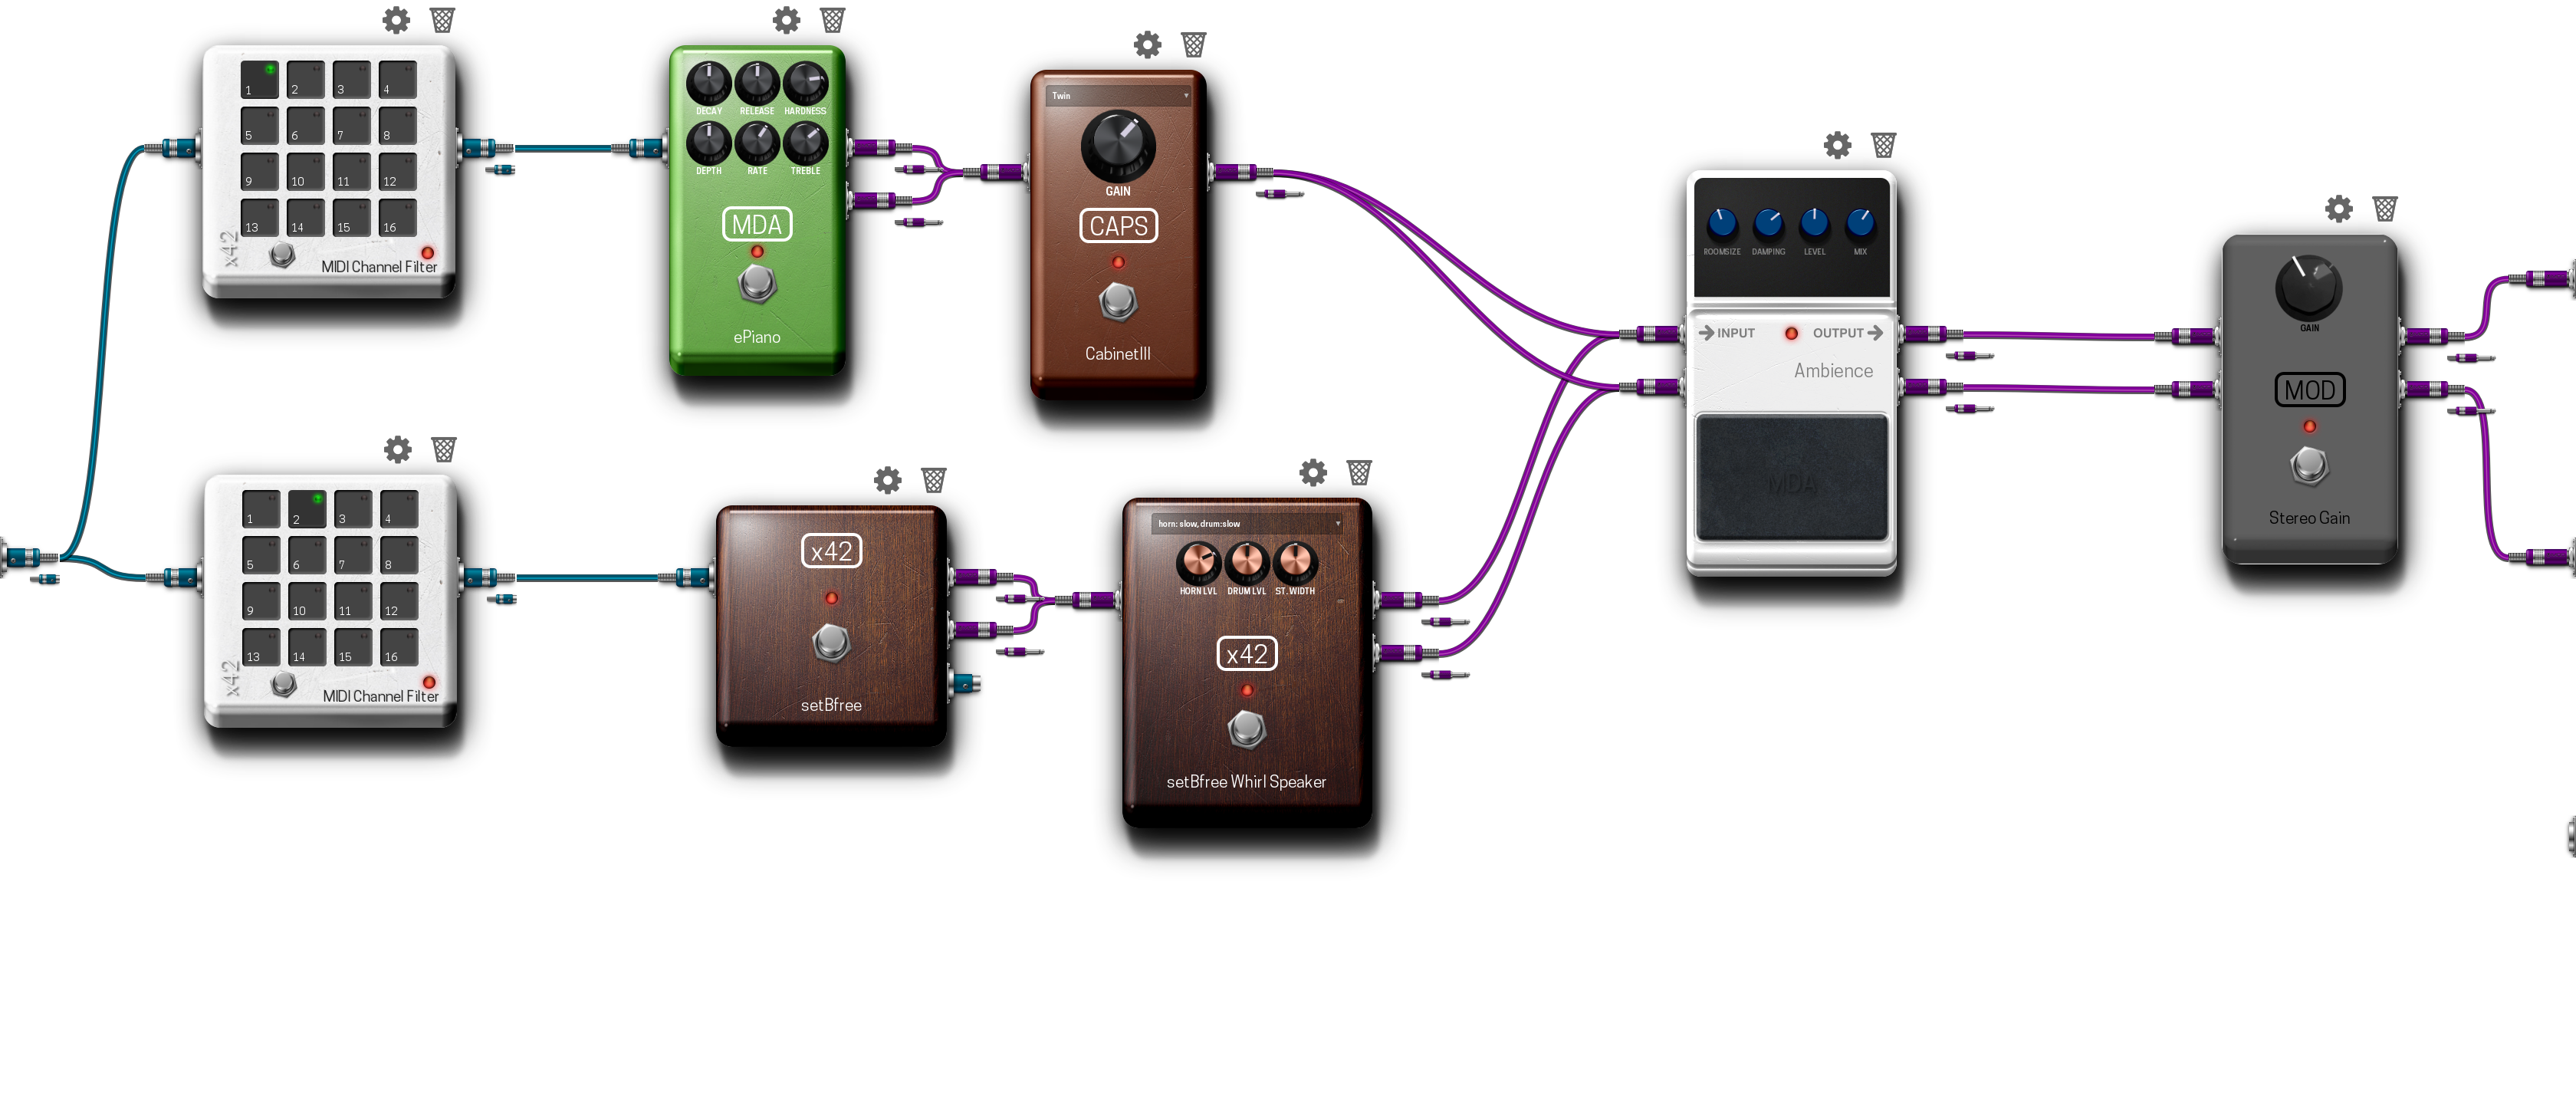 1 2 3 4
5 6 7 8
9 10 11 12
13 14 15 16
x42
MIDI Channel Filter
DECAY RELEASE HARDNESS
DEPTH RATE TREBLE
MDA
ePiano
Twin
GAIN
CAPS
CabinetIII
1 2 3 4
5 6 7 8
9 10 11 12
13 14 15 16
x42
MIDI Channel Filter
x42
setBfree
horn: slow, drum:slow
HORN LVL DRUM LVL ST. WIDTH
x42
setBfree Whirl Speaker
ROOMSIZE DAMPING LEVEL MIX
INPUT OUTPUT
Ambience
MDA
GAIN
MOD
Stereo Gain